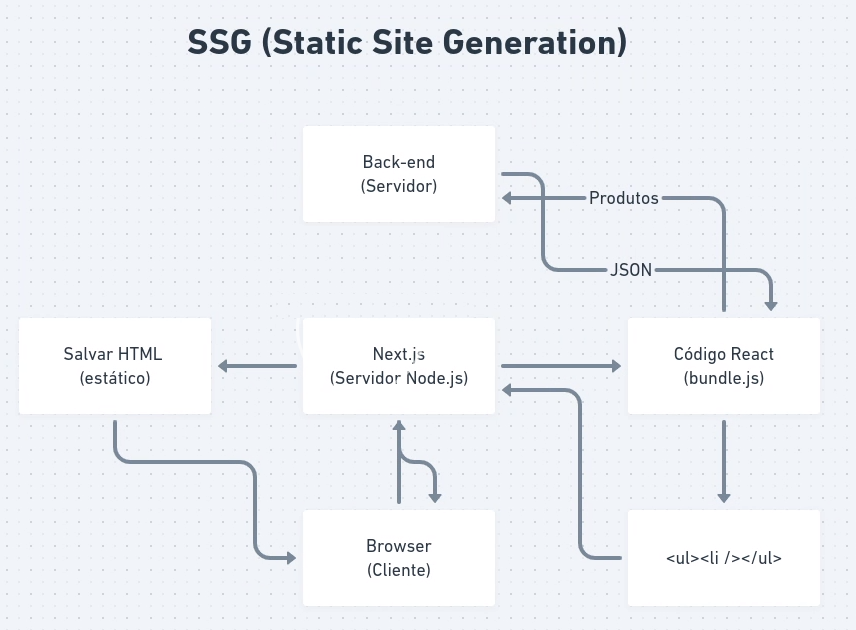 SSG (Static Site Generation)
Back-end
(Servidor)
Produtos
JSON
Salvar HTML
(estático)
Next.js
(Servidor Node.js)
Código React
(bundle.js)
Browser
(Cliente)
<ul><li /></ul>